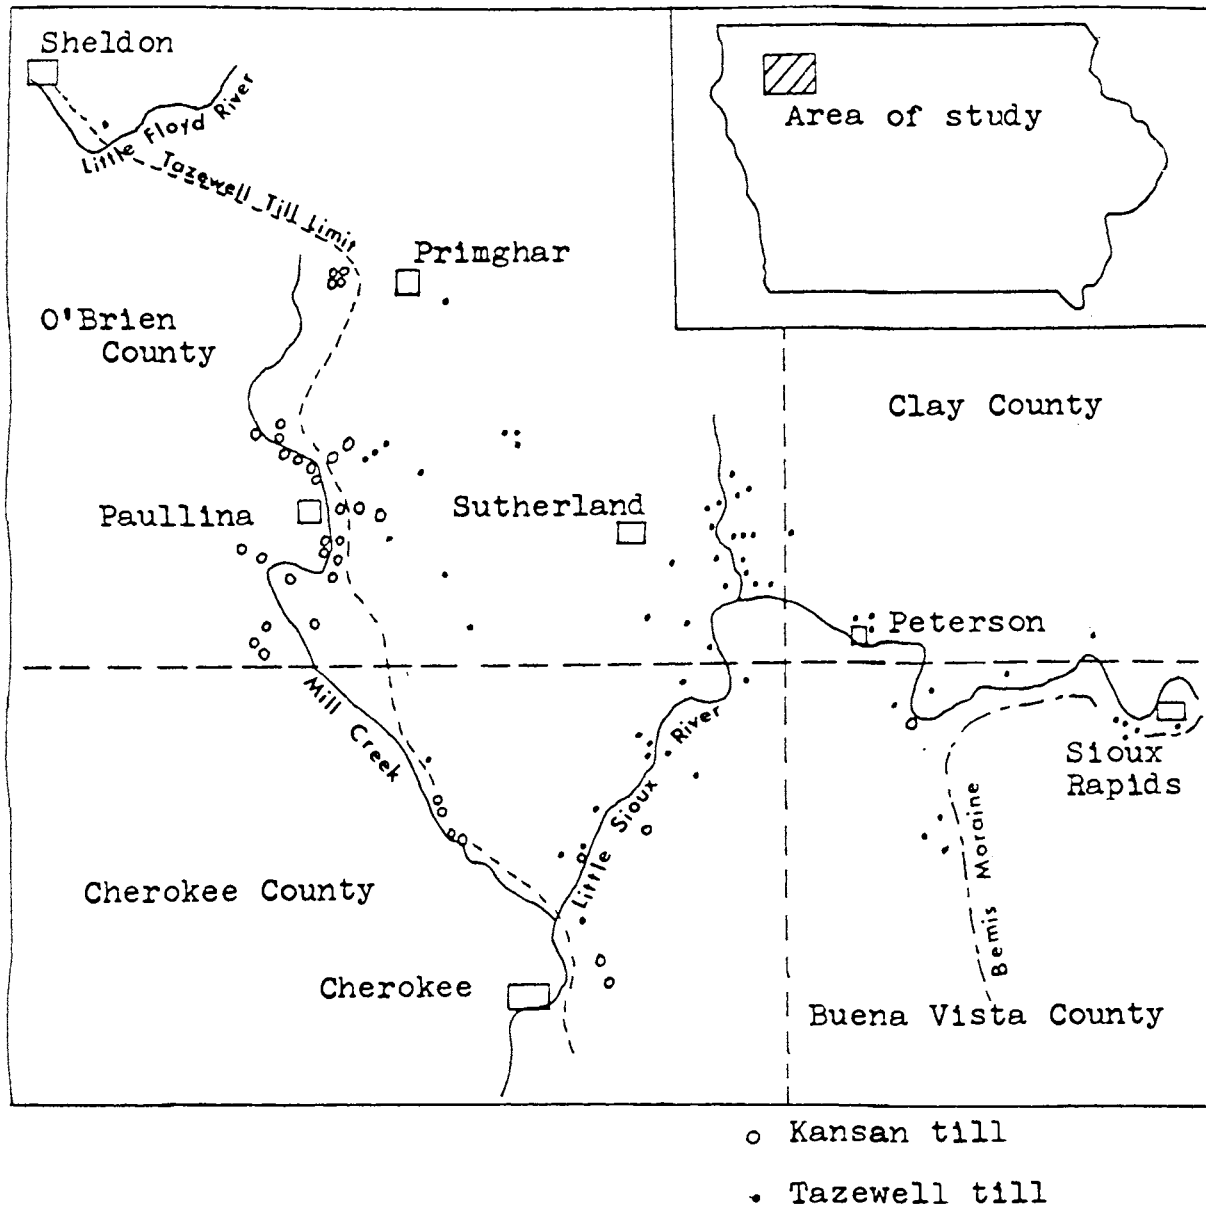 Sheldon
Area of study
Little Floyd River
Tazewell Till Limit
Primghar
O'Brien
County
Clay County
Paullina
Sutherland
Peterson
Mill Creek
Little Sioux River
Sioux
Rapids
Bemis Moraine
Cherokee County
Cherokee
Buena Vista County
Kansan till
Tazewell till